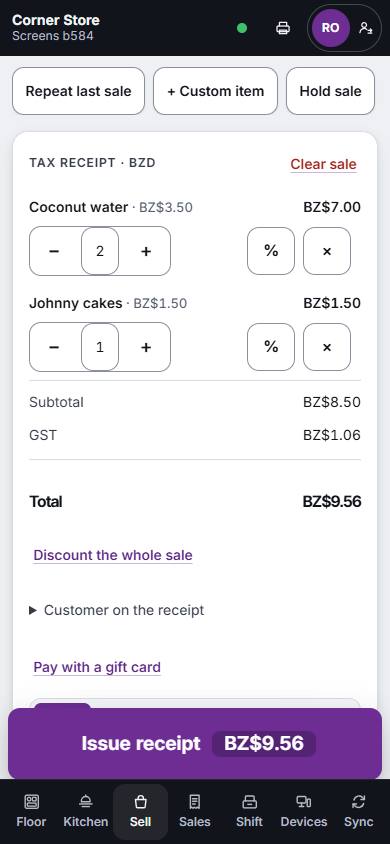 Corner Store
Screens b584
RO
Repeat last sale
+ Custom item
Hold sale
TAX RECEIPT · BZD
Clear sale
Coconut water · BZ$3.50
BZ$7.00
− 2 +
% ×
Johnny cakes · BZ$1.50
BZ$1.50
− 1 +
% ×
Subtotal
BZ$8.50
GST
BZ$1.06
Total
BZ$9.56
Discount the whole sale
Customer on the receipt
Pay with a gift card
Issue receipt BZ$9.56
Floor
Kitchen
Sell
Sales
Shift
Devices
Sync